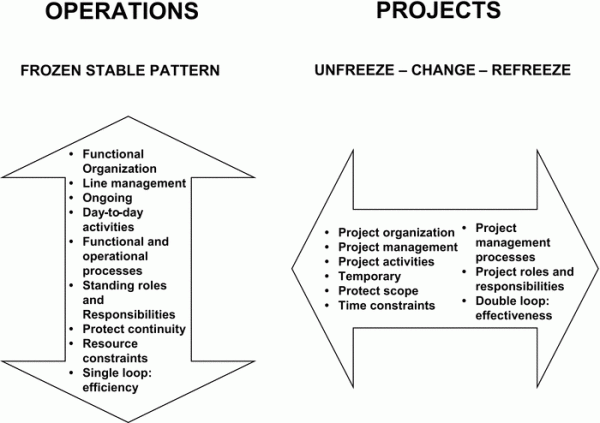 OPERATIONS
FROZEN STABLE PATTERN
• Functional
Organization
• Line management
• Ongoing
• Day-to-day
activities
• Functional and
operational
processes
• Standing roles
and
Responsibilities
• Protect continuity
• Resource
constraints
• Single loop:
efficiency
PROJECTS
UNFREEZE – CHANGE – REFREEZE
• Project organization
• Project management
• Project activities
• Temporary
• Protect scope
• Time constraints
• Project
management
processes
• Project roles and
responsibilities
• Double loop:
effectiveness